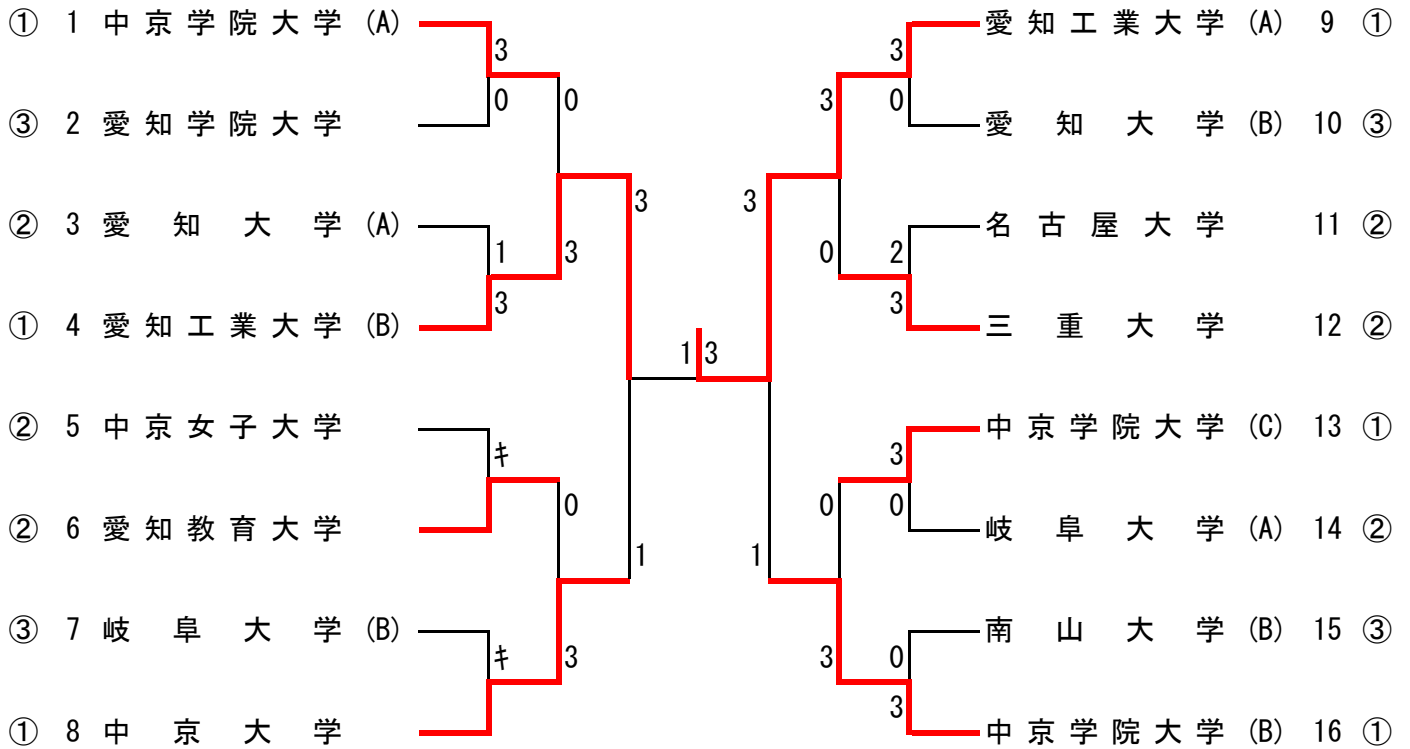 ① 1 中京学院大学 (A) 愛知工業大学 (A) 9 ①
3 3
0 0 3 0
③ 2 愛知学院大学 愛知大学 (B) 10 ③
3 3
② 3 愛知大学 (A) 名古屋大学 11 ②
1 3 0 2
3 3
① 4 愛知工業大学 (B) 三重大学 12 ②
1 3
② 5 中京女子大学 中京学院大学 (C) 13 ①
キ 3
0 0 0
② 6 愛知教育大学 岐阜大学 (A) 14 ②
1 1
③ 7 岐阜大学 (B) 南山大学 (B) 15 ③
キ 3 3 0
3
① 8 中京大学 中京学院大学 (B) 16 ①